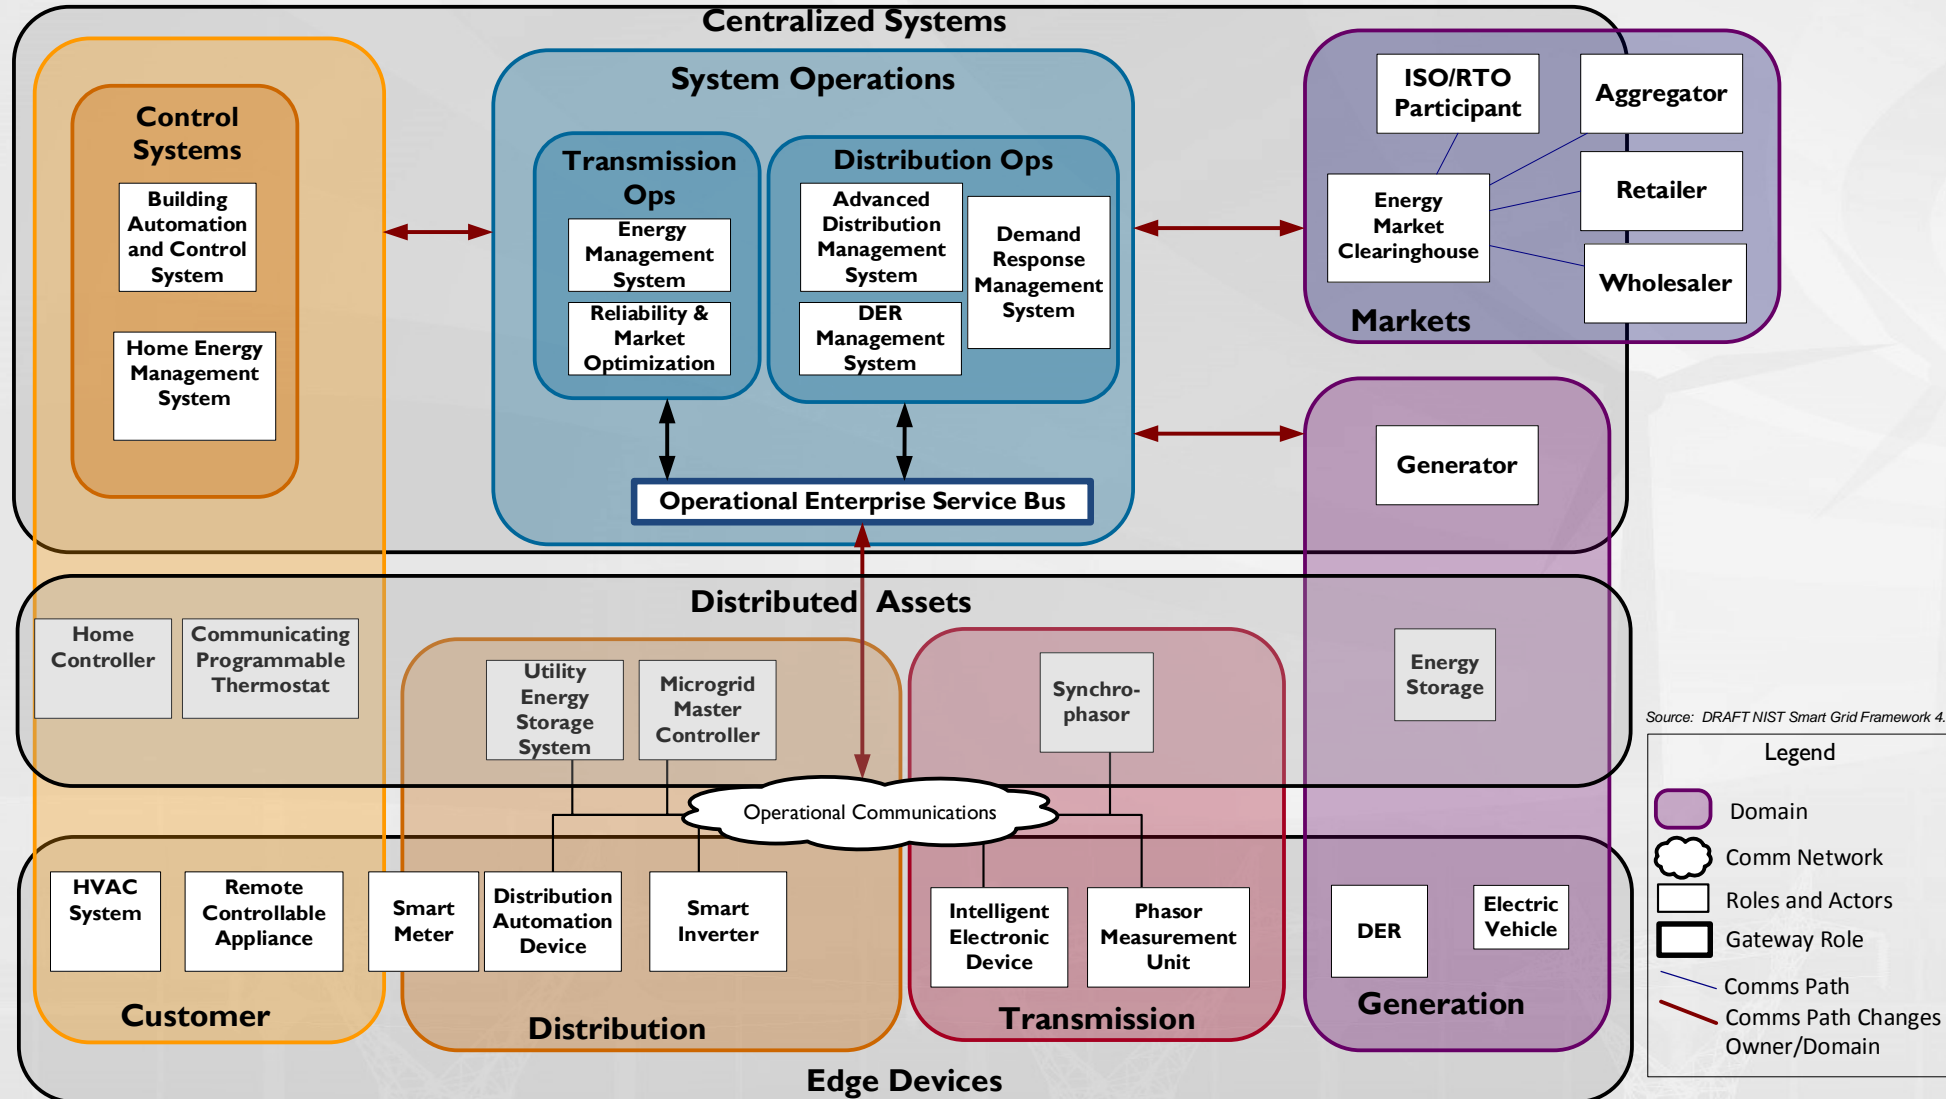 Centralized Systems
System Operations
Control
Systems
Building
Automation
and Control
System
Home Energy
Management
System
Transmission
Ops
Energy
Management
System
Reliability &
Market
Optimization
Distribution Ops
Advanced
Distribution
Management
System
DER
Management
System
Demand
Response
Management
System
Operational Enterprise Service Bus
ISO/RTO
Participant
Aggregator
Energy
Market
Clearinghouse
Retailer
Wholesaler
Markets
Generator
Distributed Assets
Home
Controller
Communicating
Programmable
Thermostat
Utility
Energy
Storage
System
Microgrid
Master
Controller
Synchro-
phasor
Energy
Storage
Operational Communications
HVAC
System
Remote
Controllable
Appliance
Smart
Meter
Distribution
Automation
Device
Smart
Inverter
Intelligent
Electronic
Device
Phasor
Measurement
Unit
DER
Electric
Vehicle
Customer
Distribution
Transmission
Generation
Edge Devices
Source: DRAFT NIST Smart Grid Framework 4.
Legend
Domain
Comm Network
Roles and Actors
Gateway Role
Comms Path
Comms Path Changes
Owner/Domain